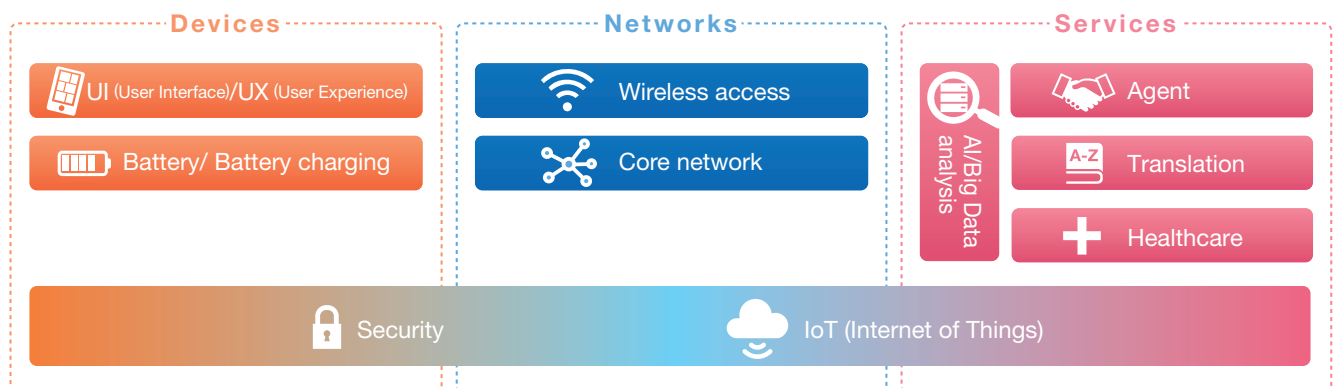 Devices
UI (User Interface)/UX (User Experience)
Battery/ Battery charging
Networks
Wireless access
Core network
Services
AI/Big Data
analysis
Agent
A-Z
Translation
Healthcare
Security
IoT (Internet of Things)